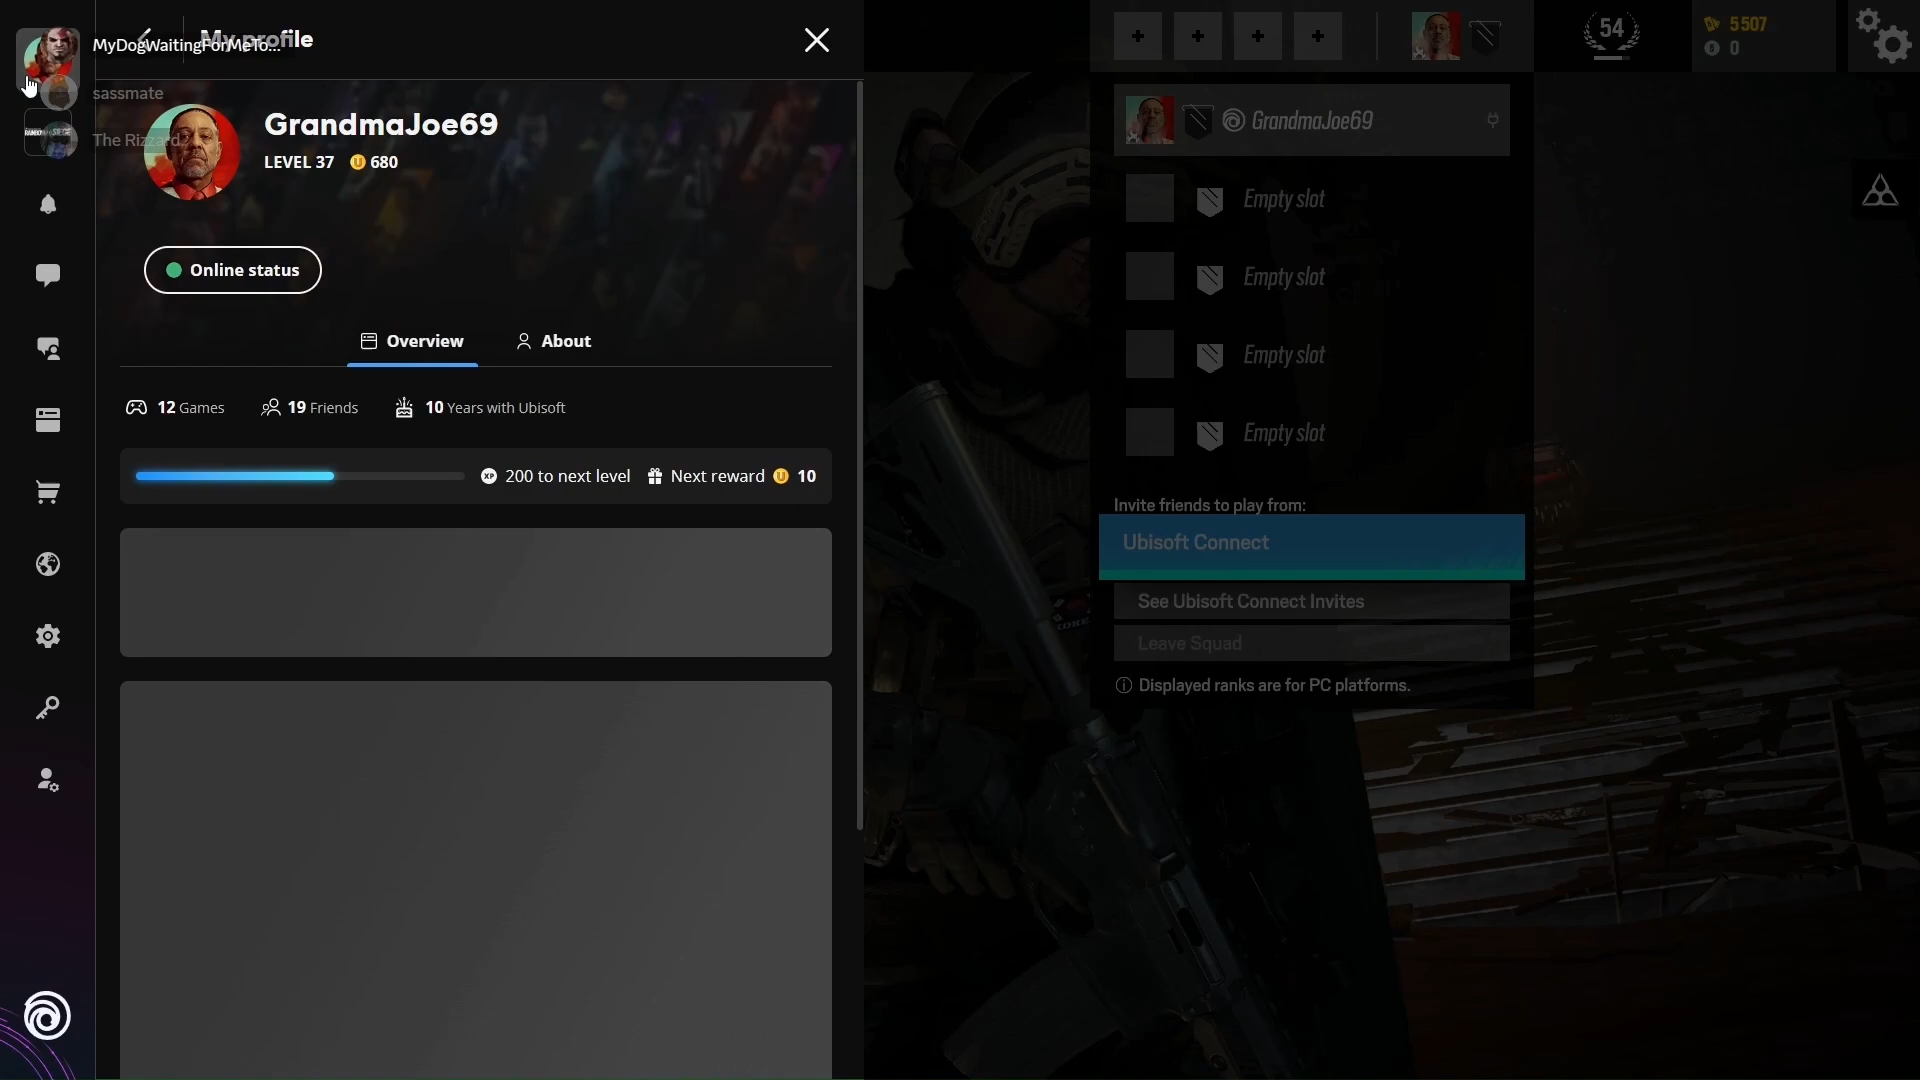 MyDogWaitingForMeTo...
My profile
sassmate
The Rizzard
GrandmaJoe69
LEVEL 37 680
Online status
Overview
About
12 Games
19 Friends
10 Years with Ubisoft
XP 200 to next level
Next reward 10
54
5507
0
GrandmaJoe69
Empty slot
Empty slot
Empty slot
Empty slot
Invite friends to play from:
Ubisoft Connect
See Ubisoft Connect Invites
Leave Squad
Displayed ranks are for PC platforms.